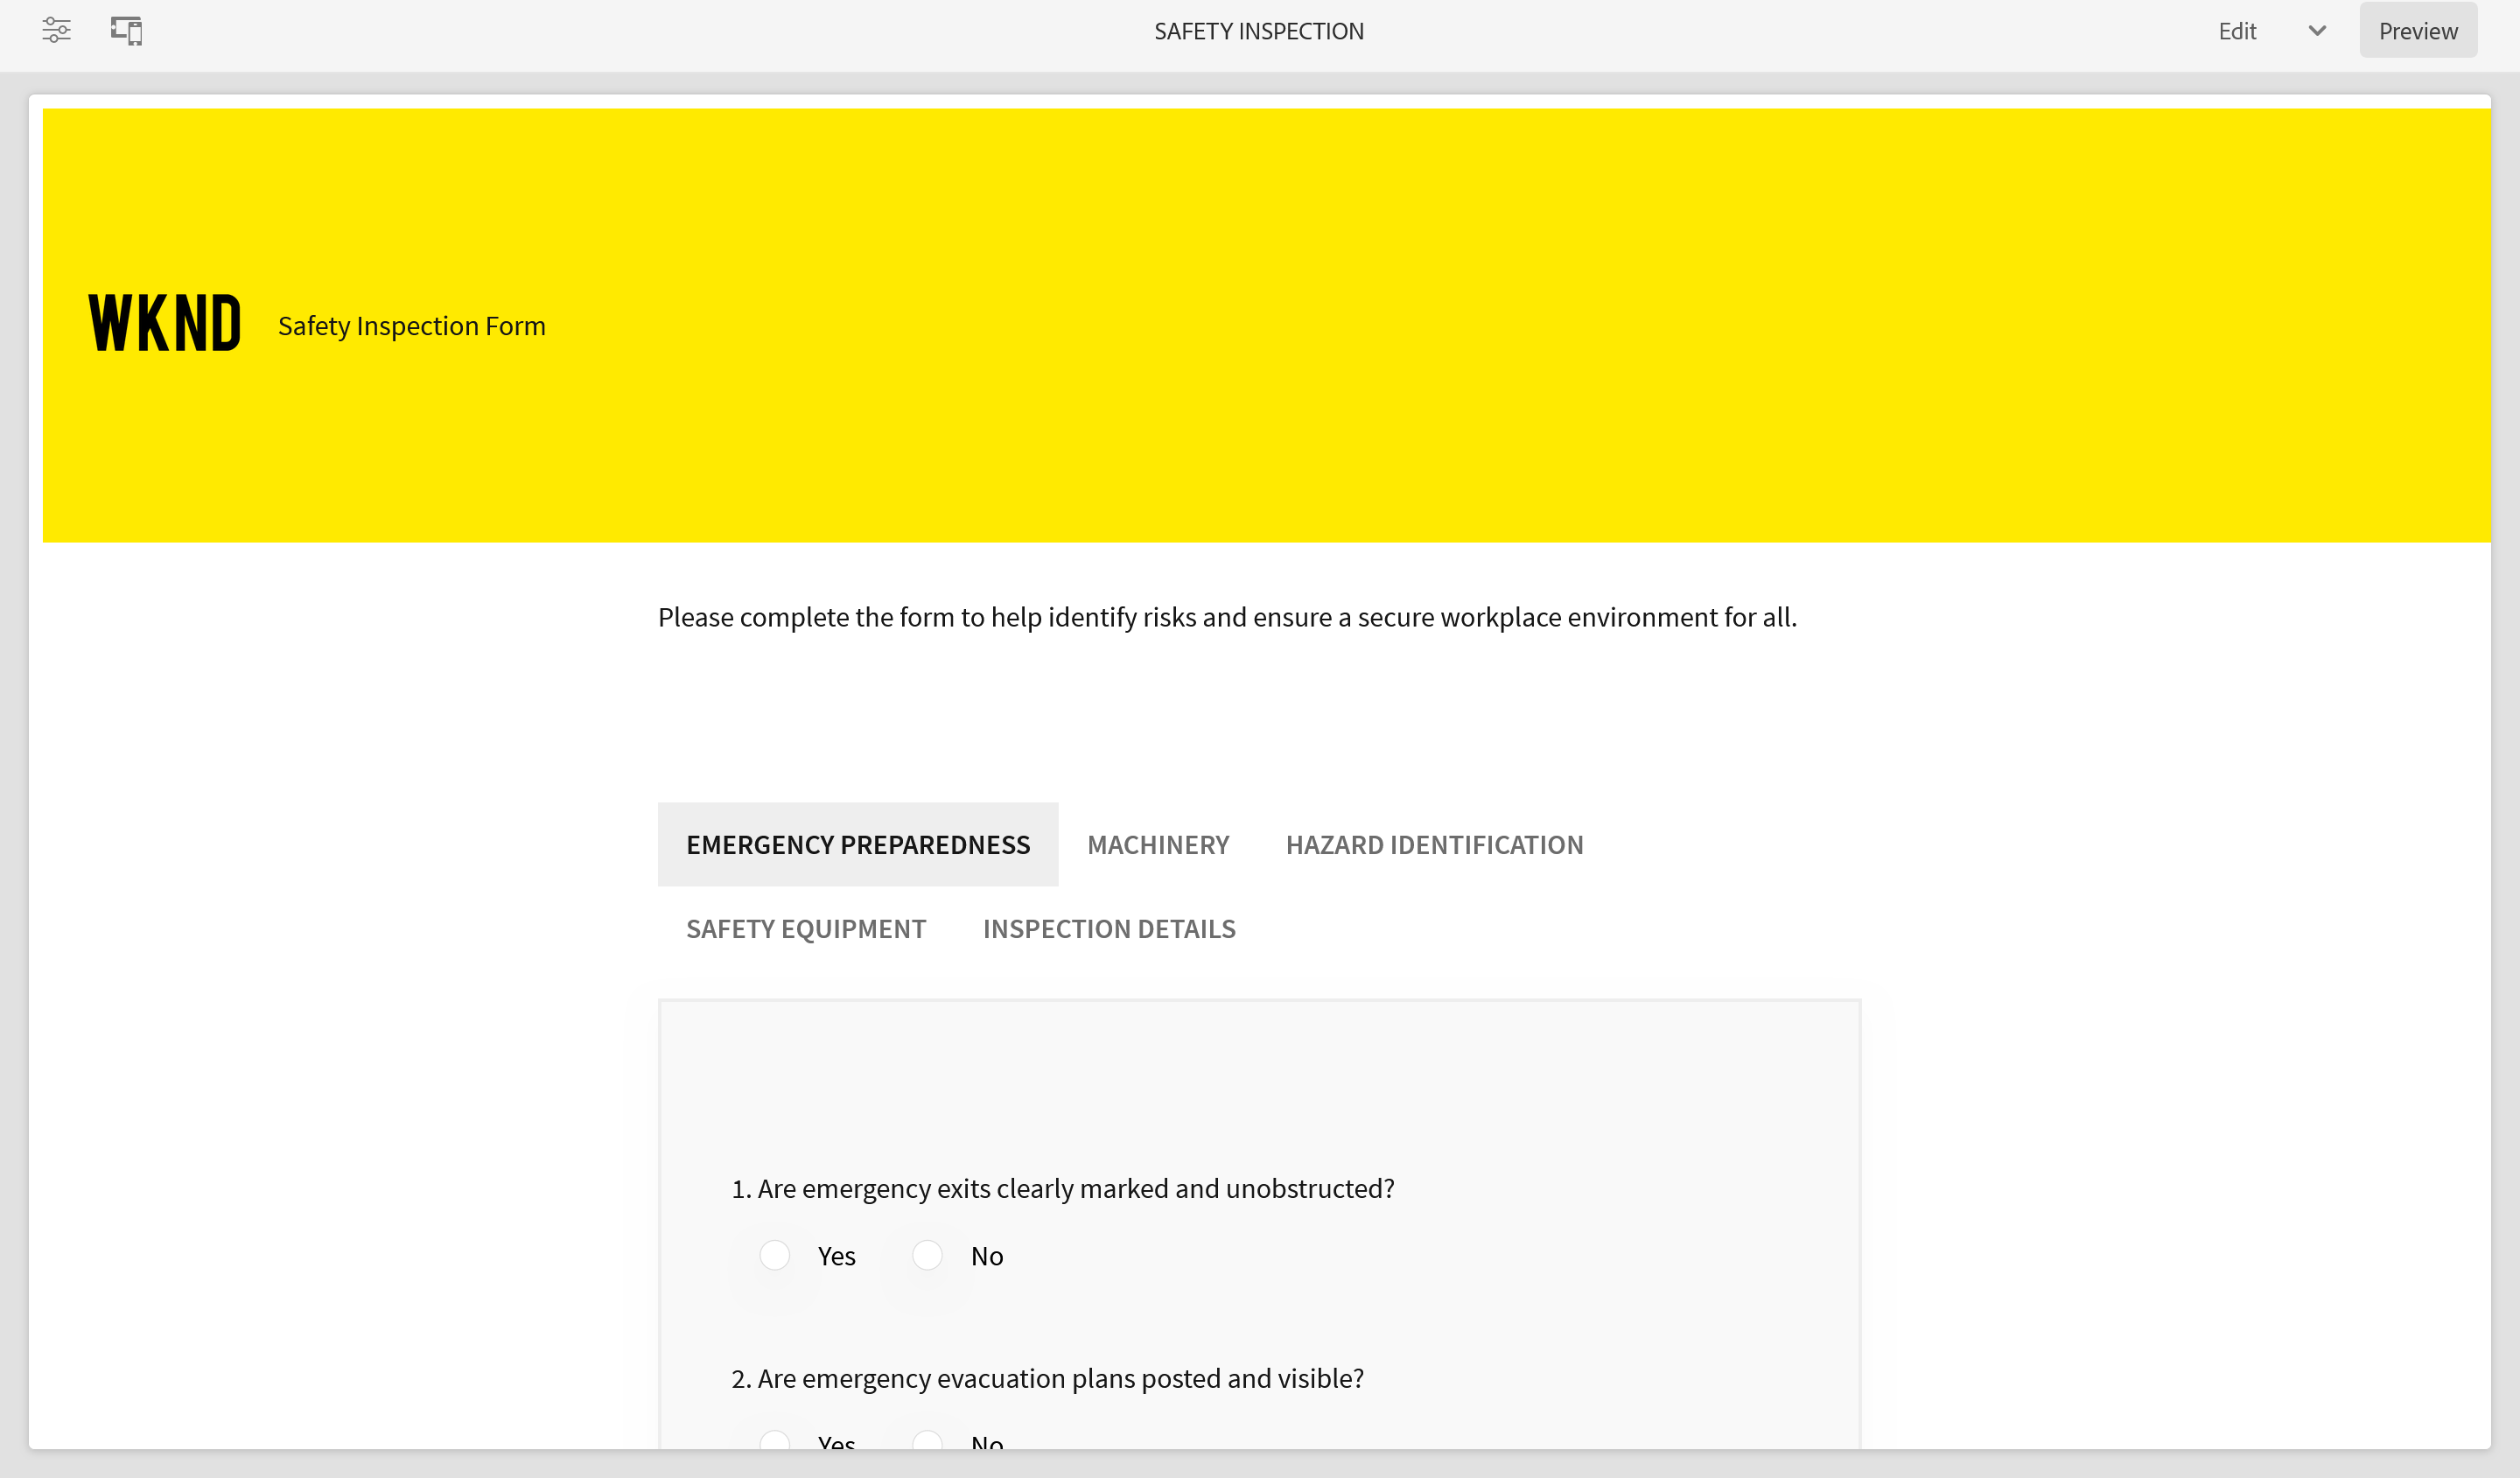 SAFETY INSPECTION
Edit
Preview
WKND
Safety Inspection Form
Please complete the form to help identify risks and ensure a secure workplace environment for all.
EMERGENCY PREPAREDNESS MACHINERY HAZARD IDENTIFICATION
SAFETY EQUIPMENT INSPECTION DETAILS
1. Are emergency exits clearly marked and unobstructed?
Yes No
2. Are emergency evacuation plans posted and visible?
Yes No